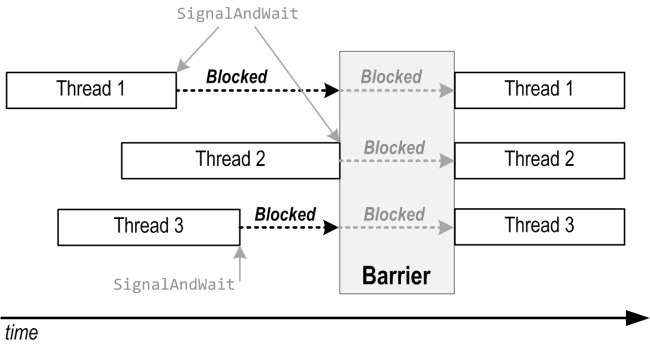 SignalAndWait
Thread 1 Blocked Blocked Thread 1
Thread 2 Blocked Thread 2
Thread 3 Blocked Blocked Thread 3
SignalAndWait
Barrier
time